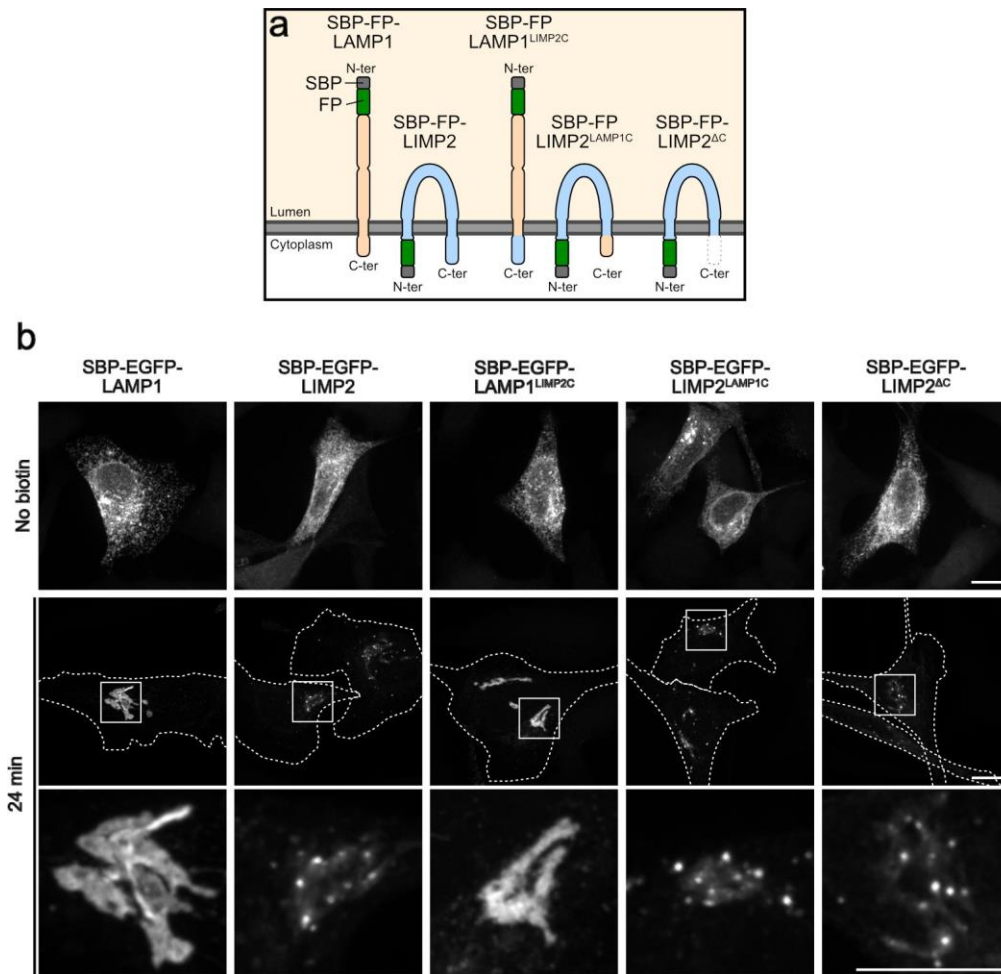 a
SBP-FP-
LAMP1
SBP-FP
LAMP1LIMP2C
N-ter
N-ter
SBP
FP
SBP-FP-
LIMP2
SBP-FP
LIMP2LAMP1C
SBP-FP-
LIMP2ΔC
Lumen
Cytoplasm
C-ter
N-ter
C-ter
C-ter
N-ter
C-ter
N-ter
C-ter
b
SBP-EGFP-
LAMP1
SBP-EGFP-
LIMP2
SBP-EGFP-
LAMP1LIMP2C
SBP-EGFP-
LIMP2LAMP1C
SBP-EGFP-
LIMP2ΔC
No biotin
24 min